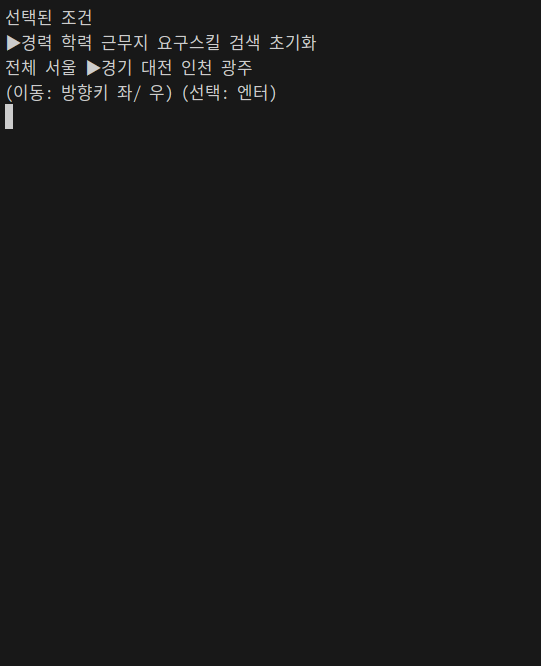 선택된 조건
▶경력 학력 근무지 요구스킬 검색 초기화
전체 서울 ▶경기 대전 인천 광주
(이동: 방향키 좌/ 우) (선택: 엔터)